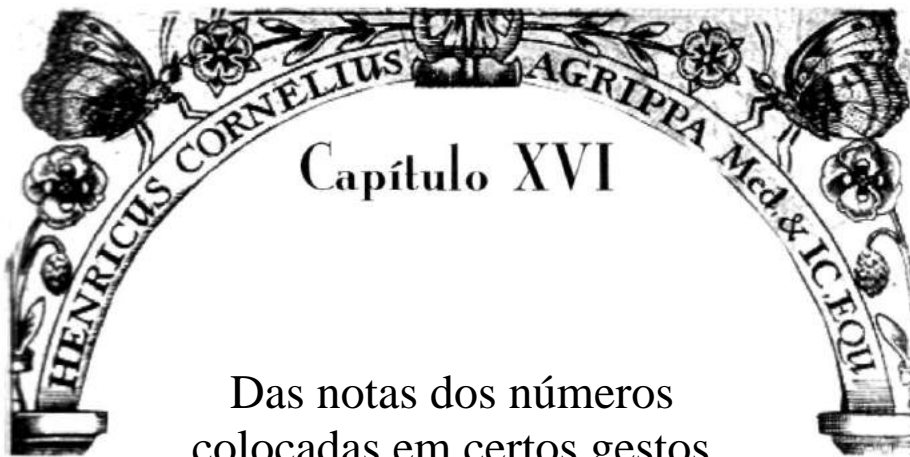 HENRICUS CORNELIUS AGRIPPA Med. & IC. EQU
Capítulo XVI
Das notas dos números
colocadas em certos gestos